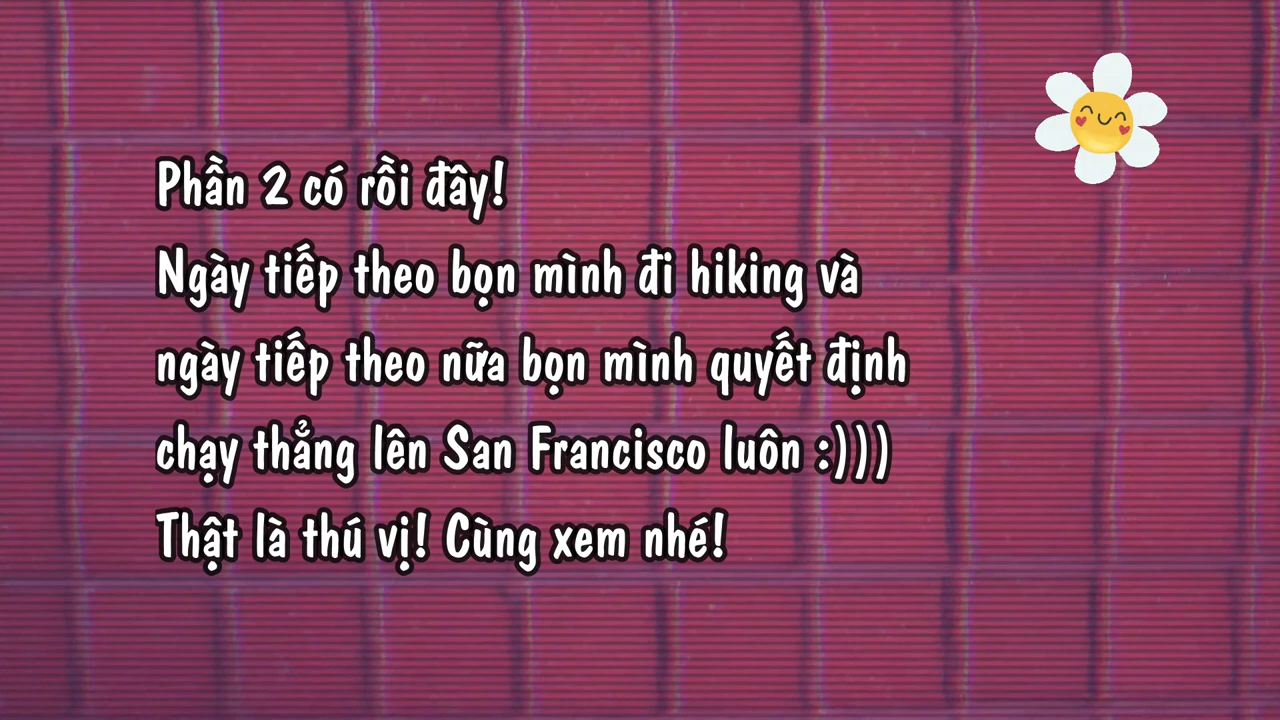 Phần 2 có rồi đây!
Ngày tiếp theo bọn mình đi hiking và
ngày tiếp theo nữa bọn mình quyết định
chạy thẳng lên San Francisco luôn :)))
Thật là thú vị! Cùng xem nhé!